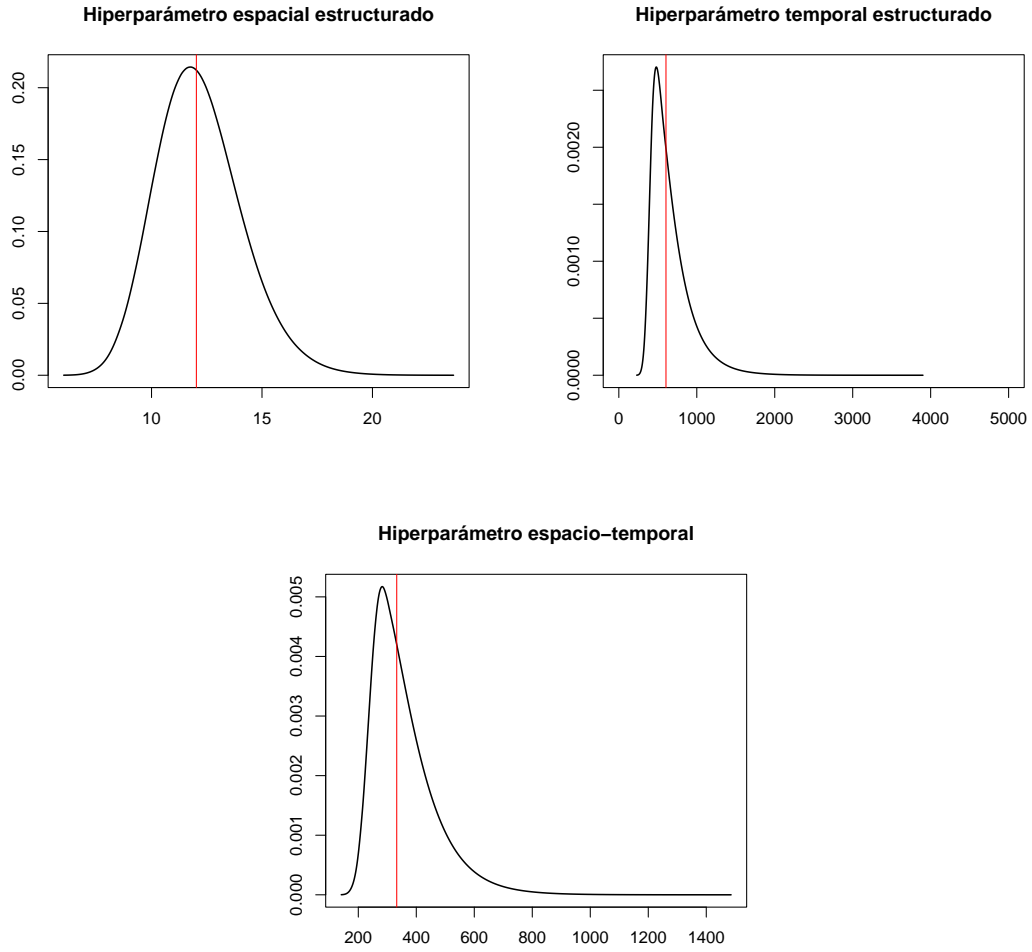 Hiperparámetro espacial estructurado
0.00 0.05 0.10 0.15 0.20
10 15 20
Hiperparámetro temporal estructurado
0.0000 0.0010 0.0020
0 1000 2000 3000 4000 5000
Hiperparámetro espacio−temporal
0.000 0.001 0.002 0.003 0.004 0.005
200 400 600 800 1000 1200 1400